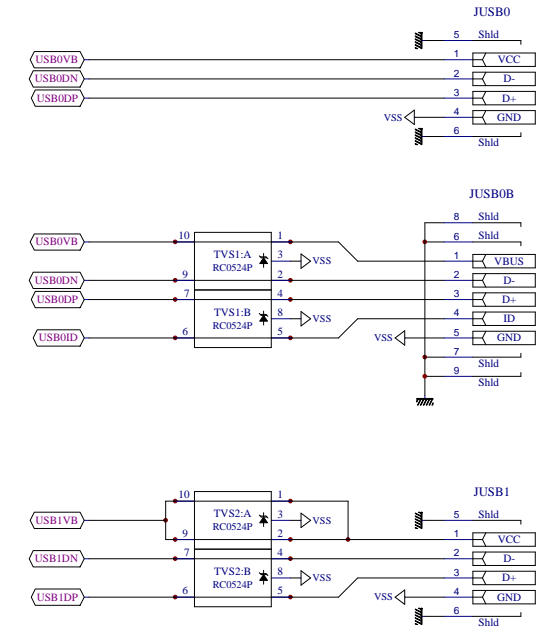 JUSB0
5 Shld
USB0VB 1 VCC
USB0DN 2 D-
USB0DP 3 D+
VSS 4 GND
6 Shld
JUSB0B
8 Shld
USB0VB 10 1 6 Shld
TVS1:A 3 VSS 1 VBUS
RC0524P
USB0DN 9 2 2 D-
USB0DP 7 4 3 D+
TVS1:B 8 VSS 4 ID
RC0524P
USB0ID 6 5 VSS 5 GND
7 Shld
9 Shld
JUSB1
10 1
USB1VB TVS2:A 3 VSS 5 Shld
RC0524P
9 2 1 VCC
USB1DN 7 4 2 D-
TVS2:B 8 VSS 3 D+
RC0524P
USB1DP 6 5 VSS 4 GND
6 Shld